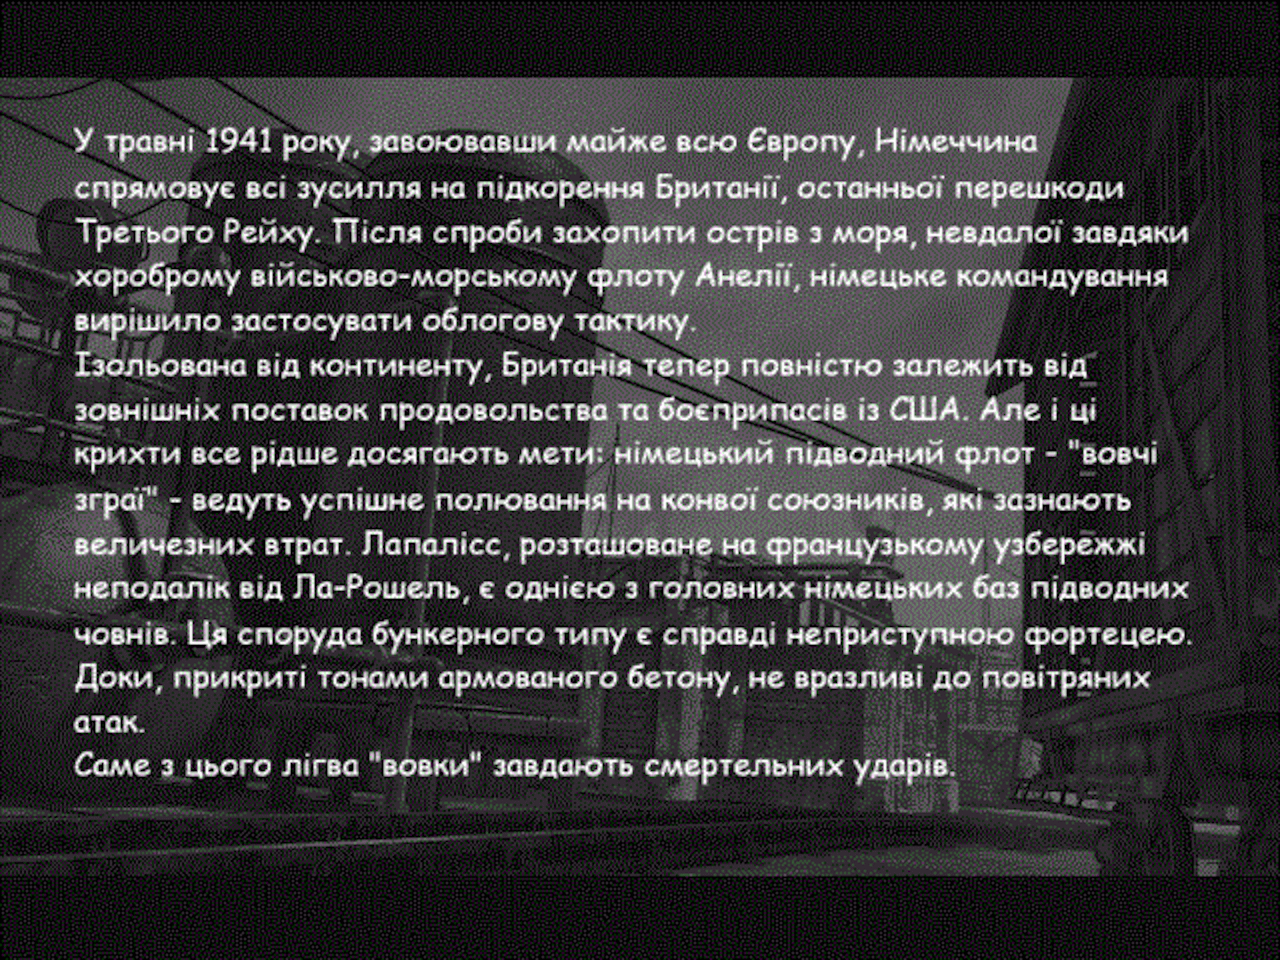 У травні 1941 року, завоювавши майже всю Європу, Німеччина
спрямовує всі зусилля на підкорення Британії, останньої перешкоди
Третього Рейху. Після спроби захопити острів з моря, невдалої завдяки
хороброму військово-морському флоту Анелії, німецьке командування
вирішило застосувати облогову тактику.
Ізольована від континенту, Британія тепер повністю залежить від
зовнішніх поставок продовольства та боєприпасів із США. Але і ці
крихти все рідше досягають мети: німецький підводний флот - "вовчі
зграї" - ведуть успішне полювання на конвої союзників, які зазнають
величезних втрат. Лапалісс, розташоване на французькому узбережжі
неподалік від Ла-Рошель, є однією з головних німецьких баз підводних
човнів. Ця споруда бункерного типу є справді неприступною фортецею.
Доки, прикриті тонами армованого бетону, не вразливі до повітряних
атак.
Саме з цього лігва "вовки" завдають смертельних ударів.